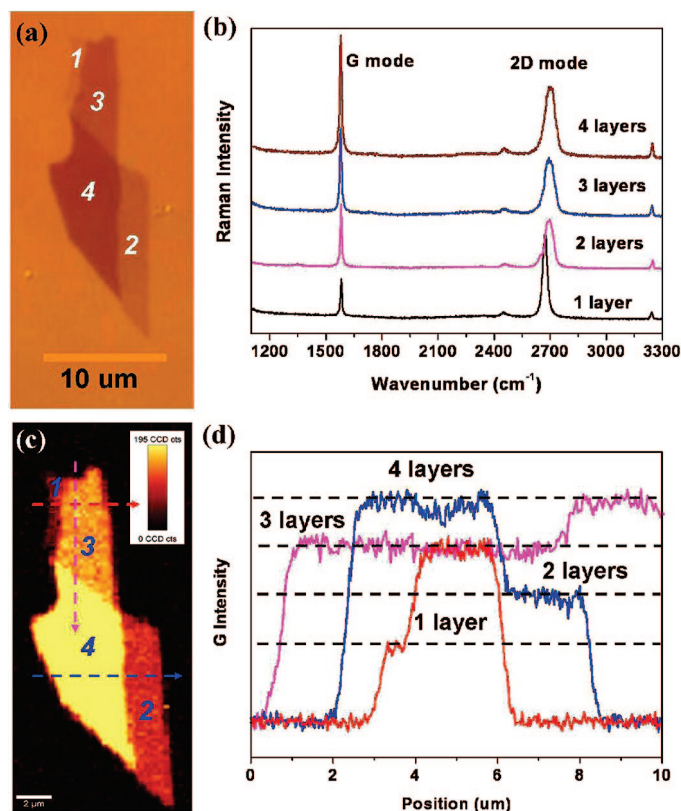 (a)
1
3
4
2
10 um
(b)
G mode
2D mode
4 layers
3 layers
2 layers
1 layer
Raman Intensity
1100 1500 1800 2100 2400 2700 3000 3300
Wavenumber (cm⁻¹)
(c)
195 CCD cts
0 CCD cts
1
3
4
2
2 μm
(d)
4 layers
3 layers
2 layers
1 layer
G Intensity
0 2 4 6 8 10
Position (um)